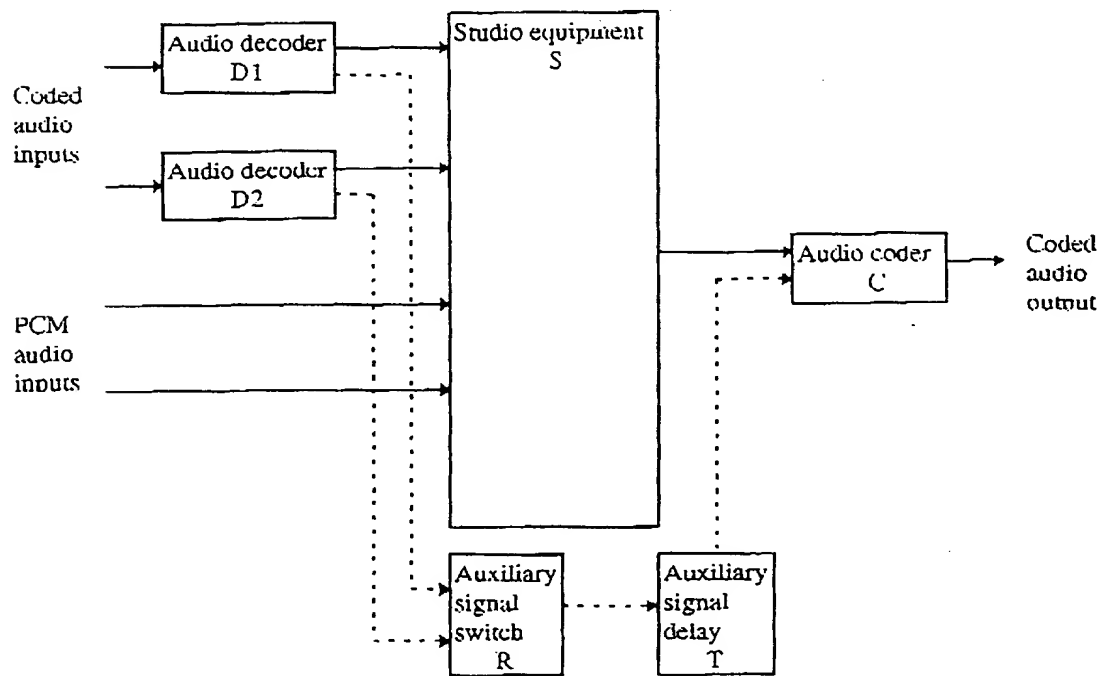 Audio decoder
D1
Studio equipment
S
Coded
audio
inputs
Audio decoder
D2
Audio coder
C
Coded
audio
output
PCM
audio
inputs
Auxiliary
signal
switch
R
Auxiliary
signal
delay
T